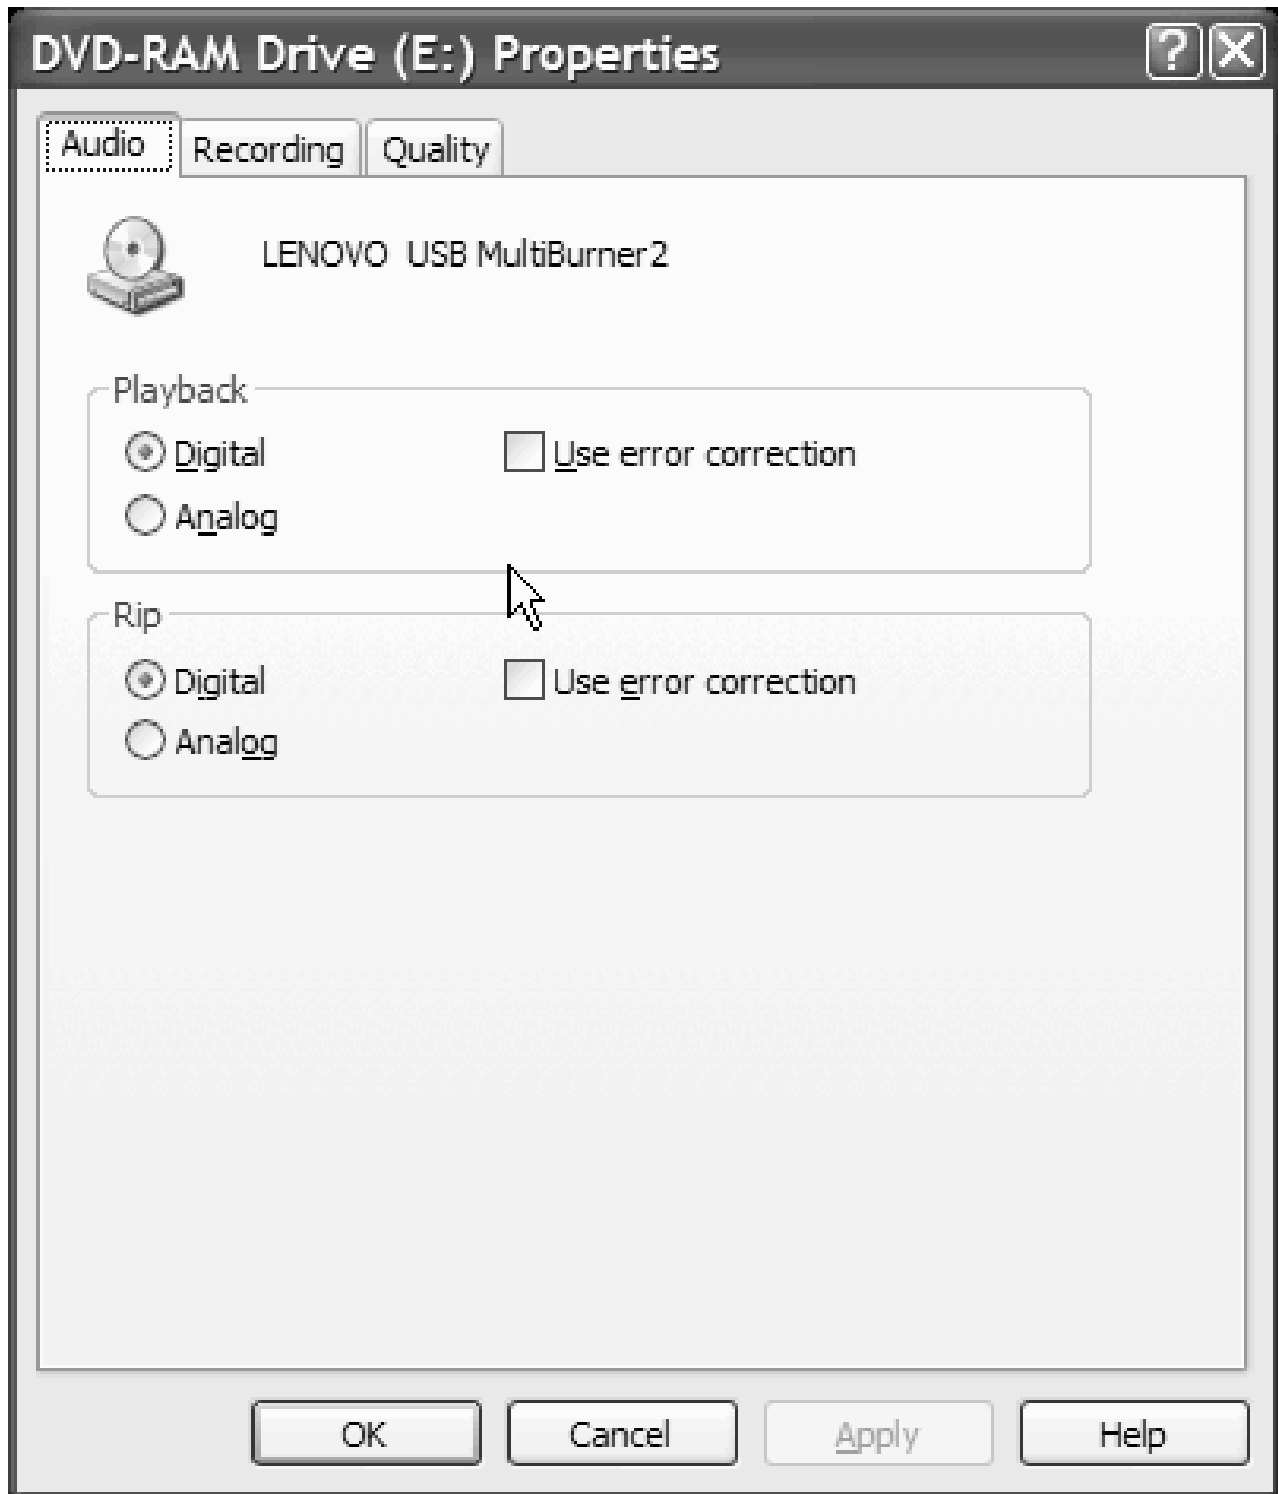 DVD-RAM Drive (E:) Properties
Audio Recording Quality
LENOVO USB MultiBurner2
Playback
Digital Use error correction
Analog
Rip
Digital Use error correction
Analog
OK Cancel Apply Help